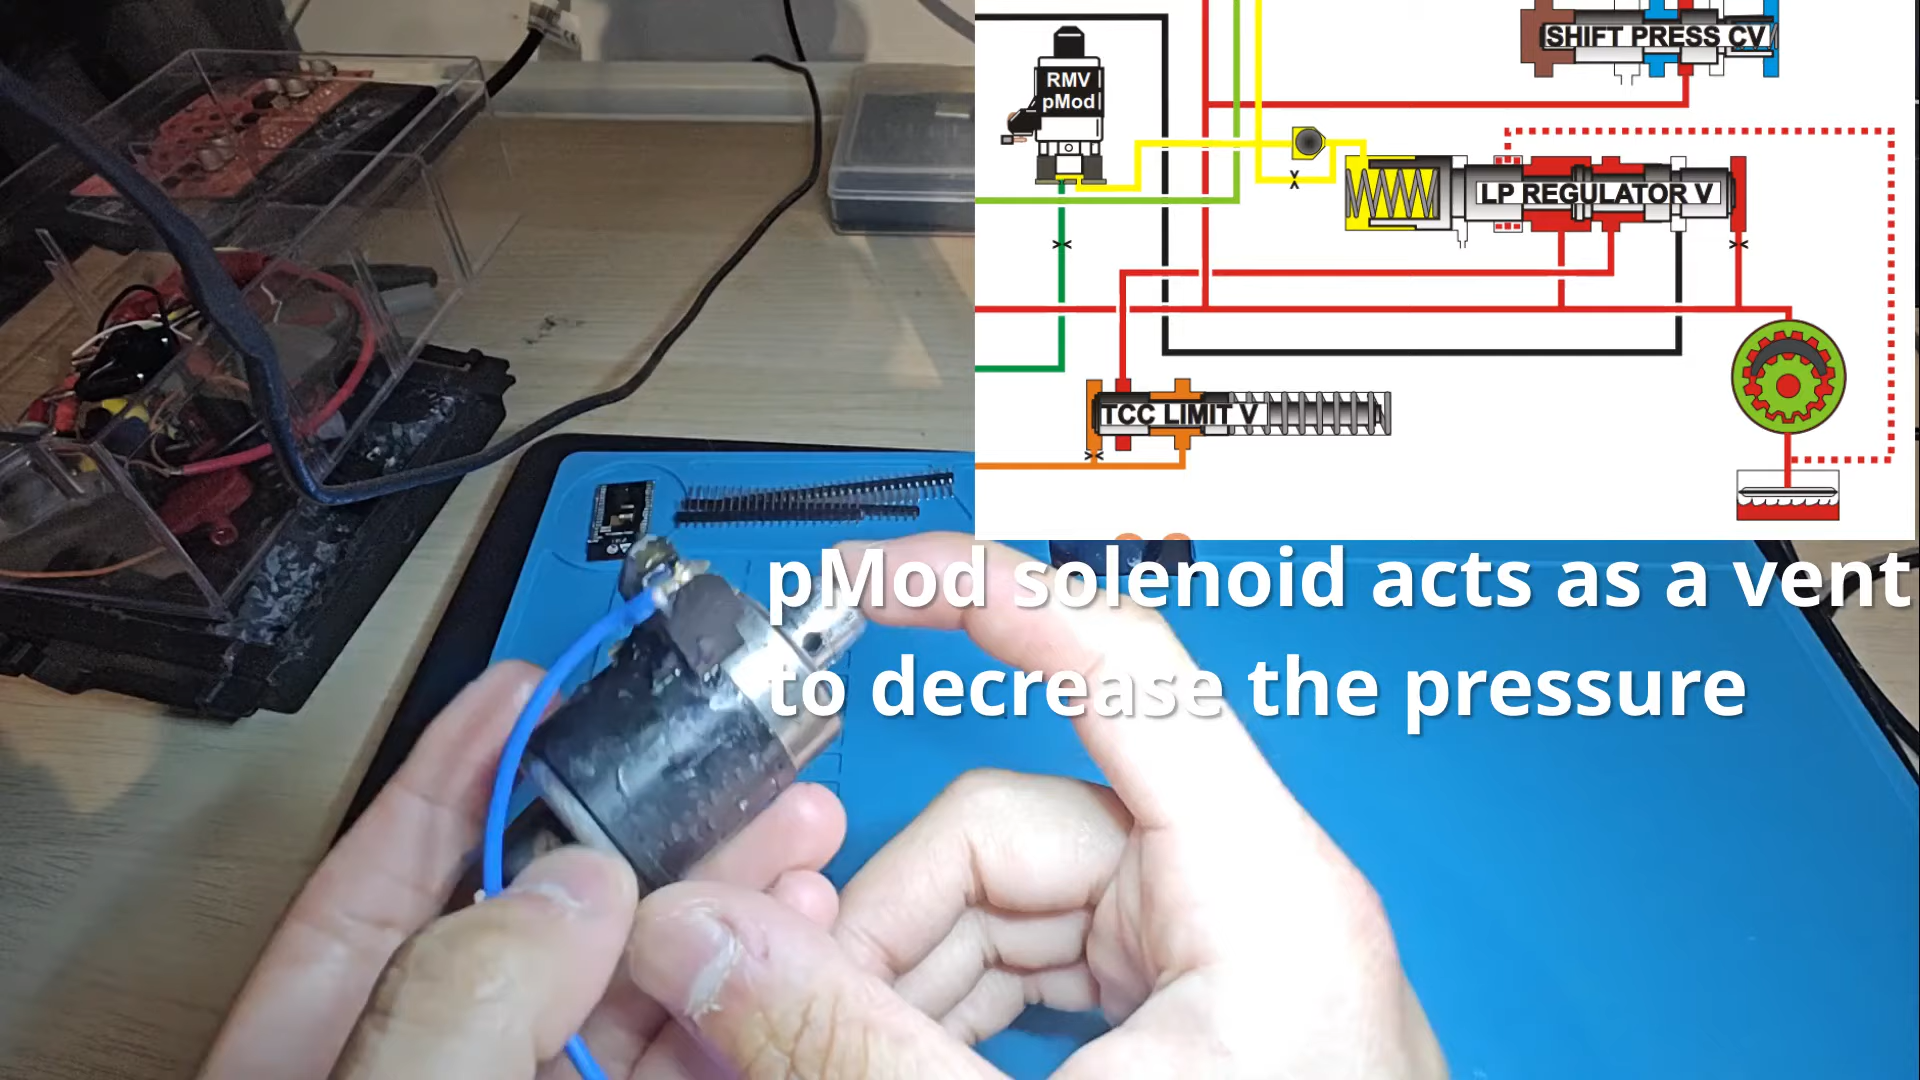 SHIFT PRESS CV
RMV
pMod
LP REGULATOR V
TCC LIMIT V
pMod solenoid acts as a vent
to decrease the pressure